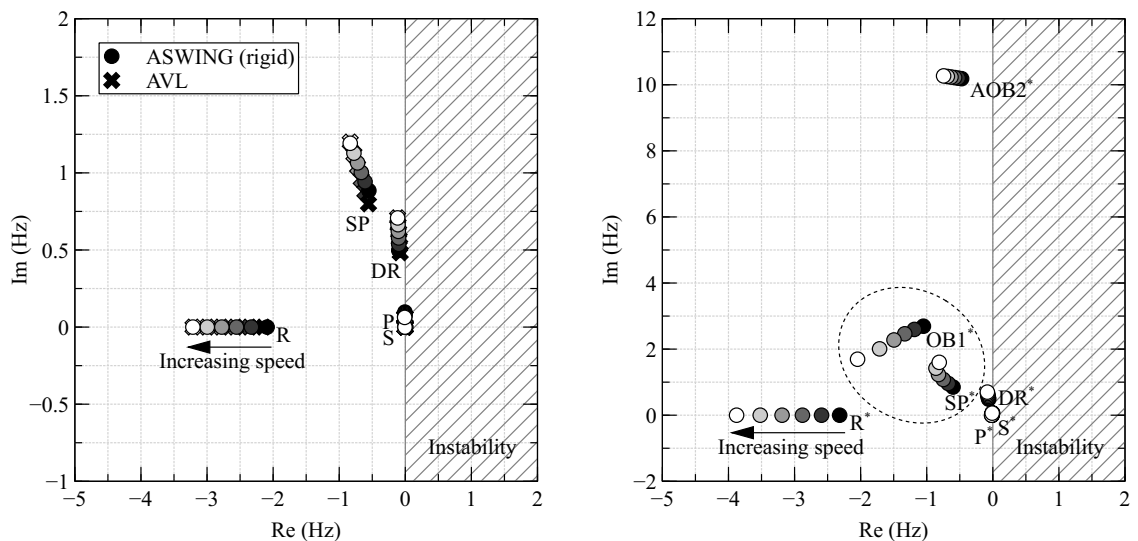 2
1.5
1
0.5
0
−0.5
−1
−5
−4
−3
−2
−1
0
1
2
Im (Hz)
Re (Hz)
ASWING (rigid)
AVL
SP
DR
P
S
R
Increasing speed
Instability
12
10
8
6
4
2
0
−2
−5
−4
−3
−2
−1
0
1
2
Im (Hz)
Re (Hz)
AOB2*
OB1*
SP*
DR*
R*
P*
S*
Increasing speed
Instability